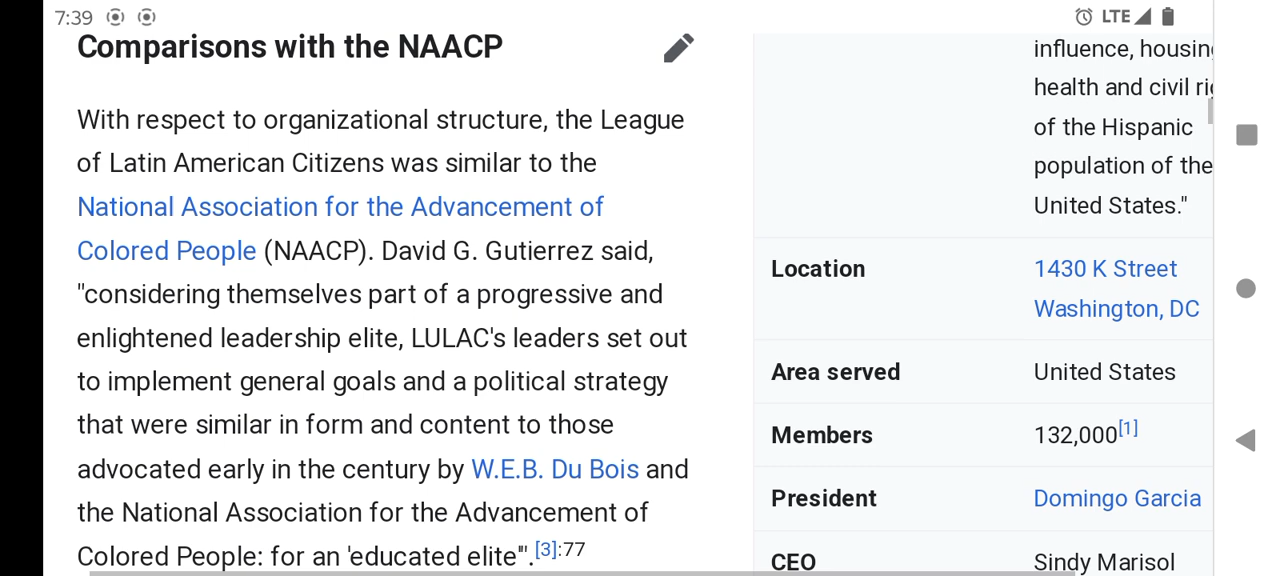 7:39
LTE
Comparisons with the NAACP
With respect to organizational structure, the League
of Latin American Citizens was similar to the
National Association for the Advancement of
Colored People (NAACP). David G. Gutierrez said,
"considering themselves part of a progressive and
enlightened leadership elite, LULAC's leaders set out
to implement general goals and a political strategy
that were similar in form and content to those
advocated early in the century by W.E.B. Du Bois and
the National Association for the Advancement of
Colored People: for an 'educated elite'".[3]:77
influence, housing
health and civil
of the Hispanic
population of the
United States."
Location
1430 K Street
Washington, DC
Area served
United States
Members
132,000[1]
President
Domingo Garcia
CEO
Sindy Marisol